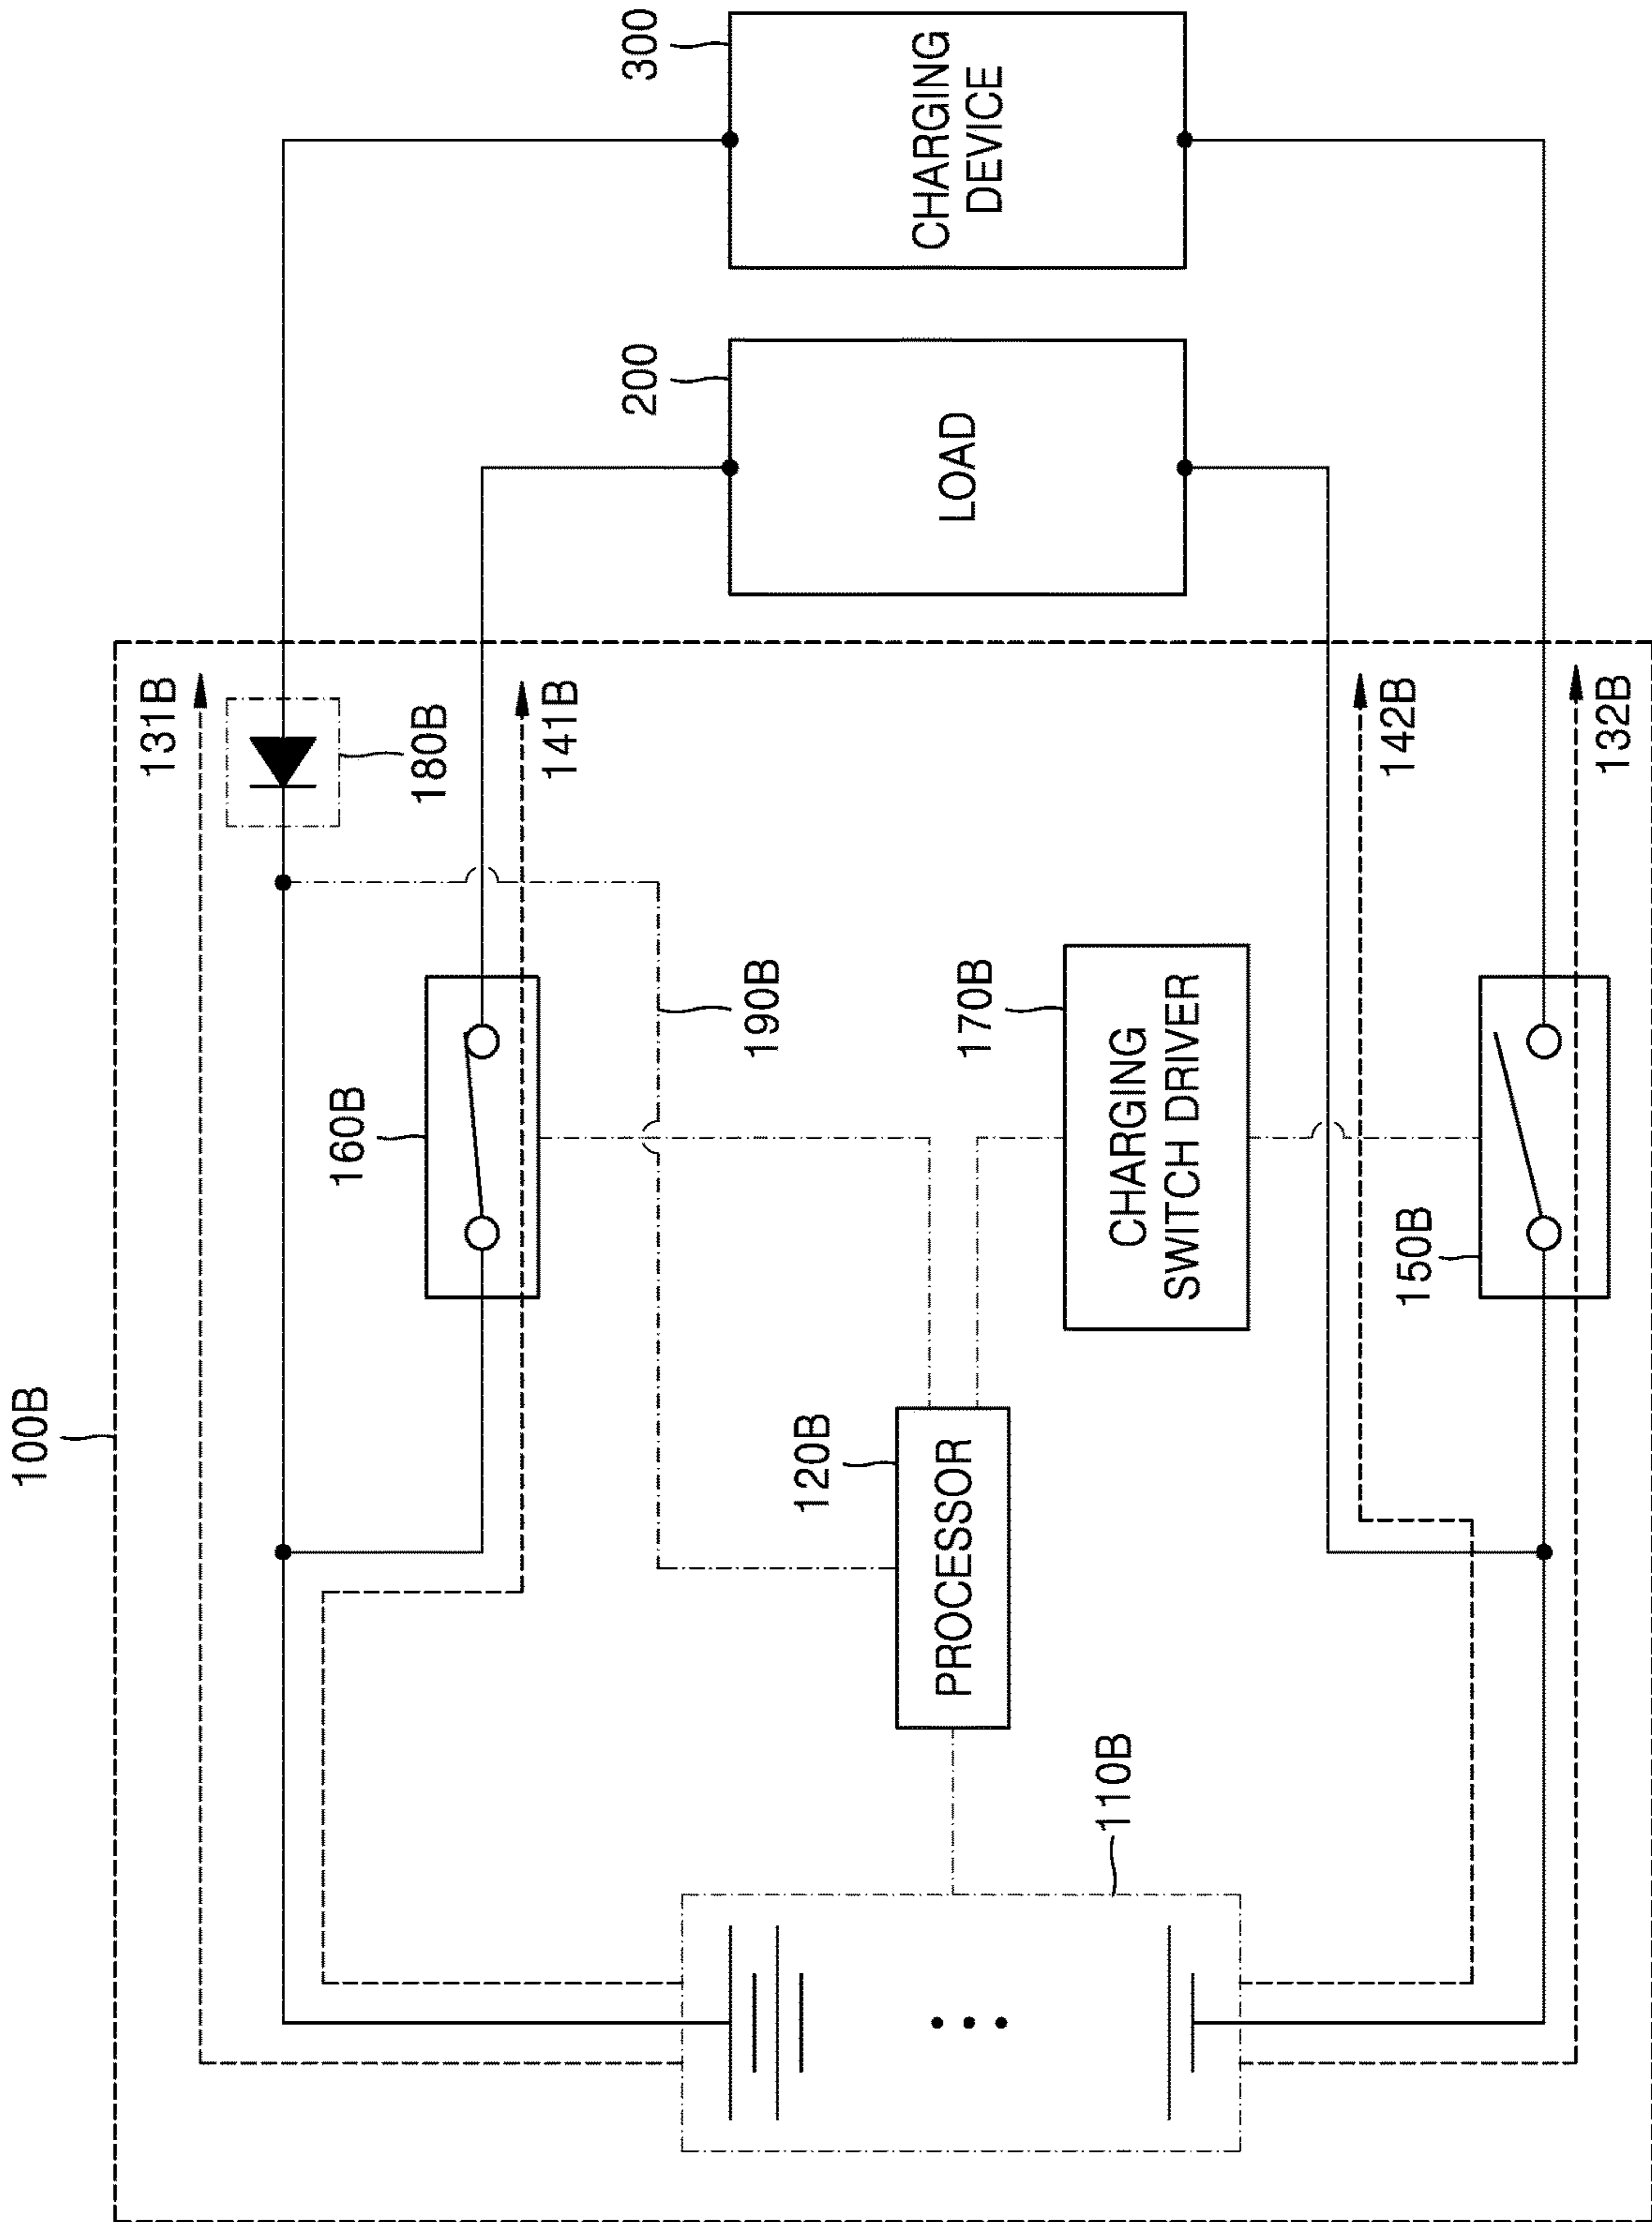 100B
131B
180B
141B
160B
190B
120B
PROCESSOR
170B
CHARGING
SWITCH DRIVER
110B
142B
150B
132B
200
LOAD
300
CHARGING
DEVICE